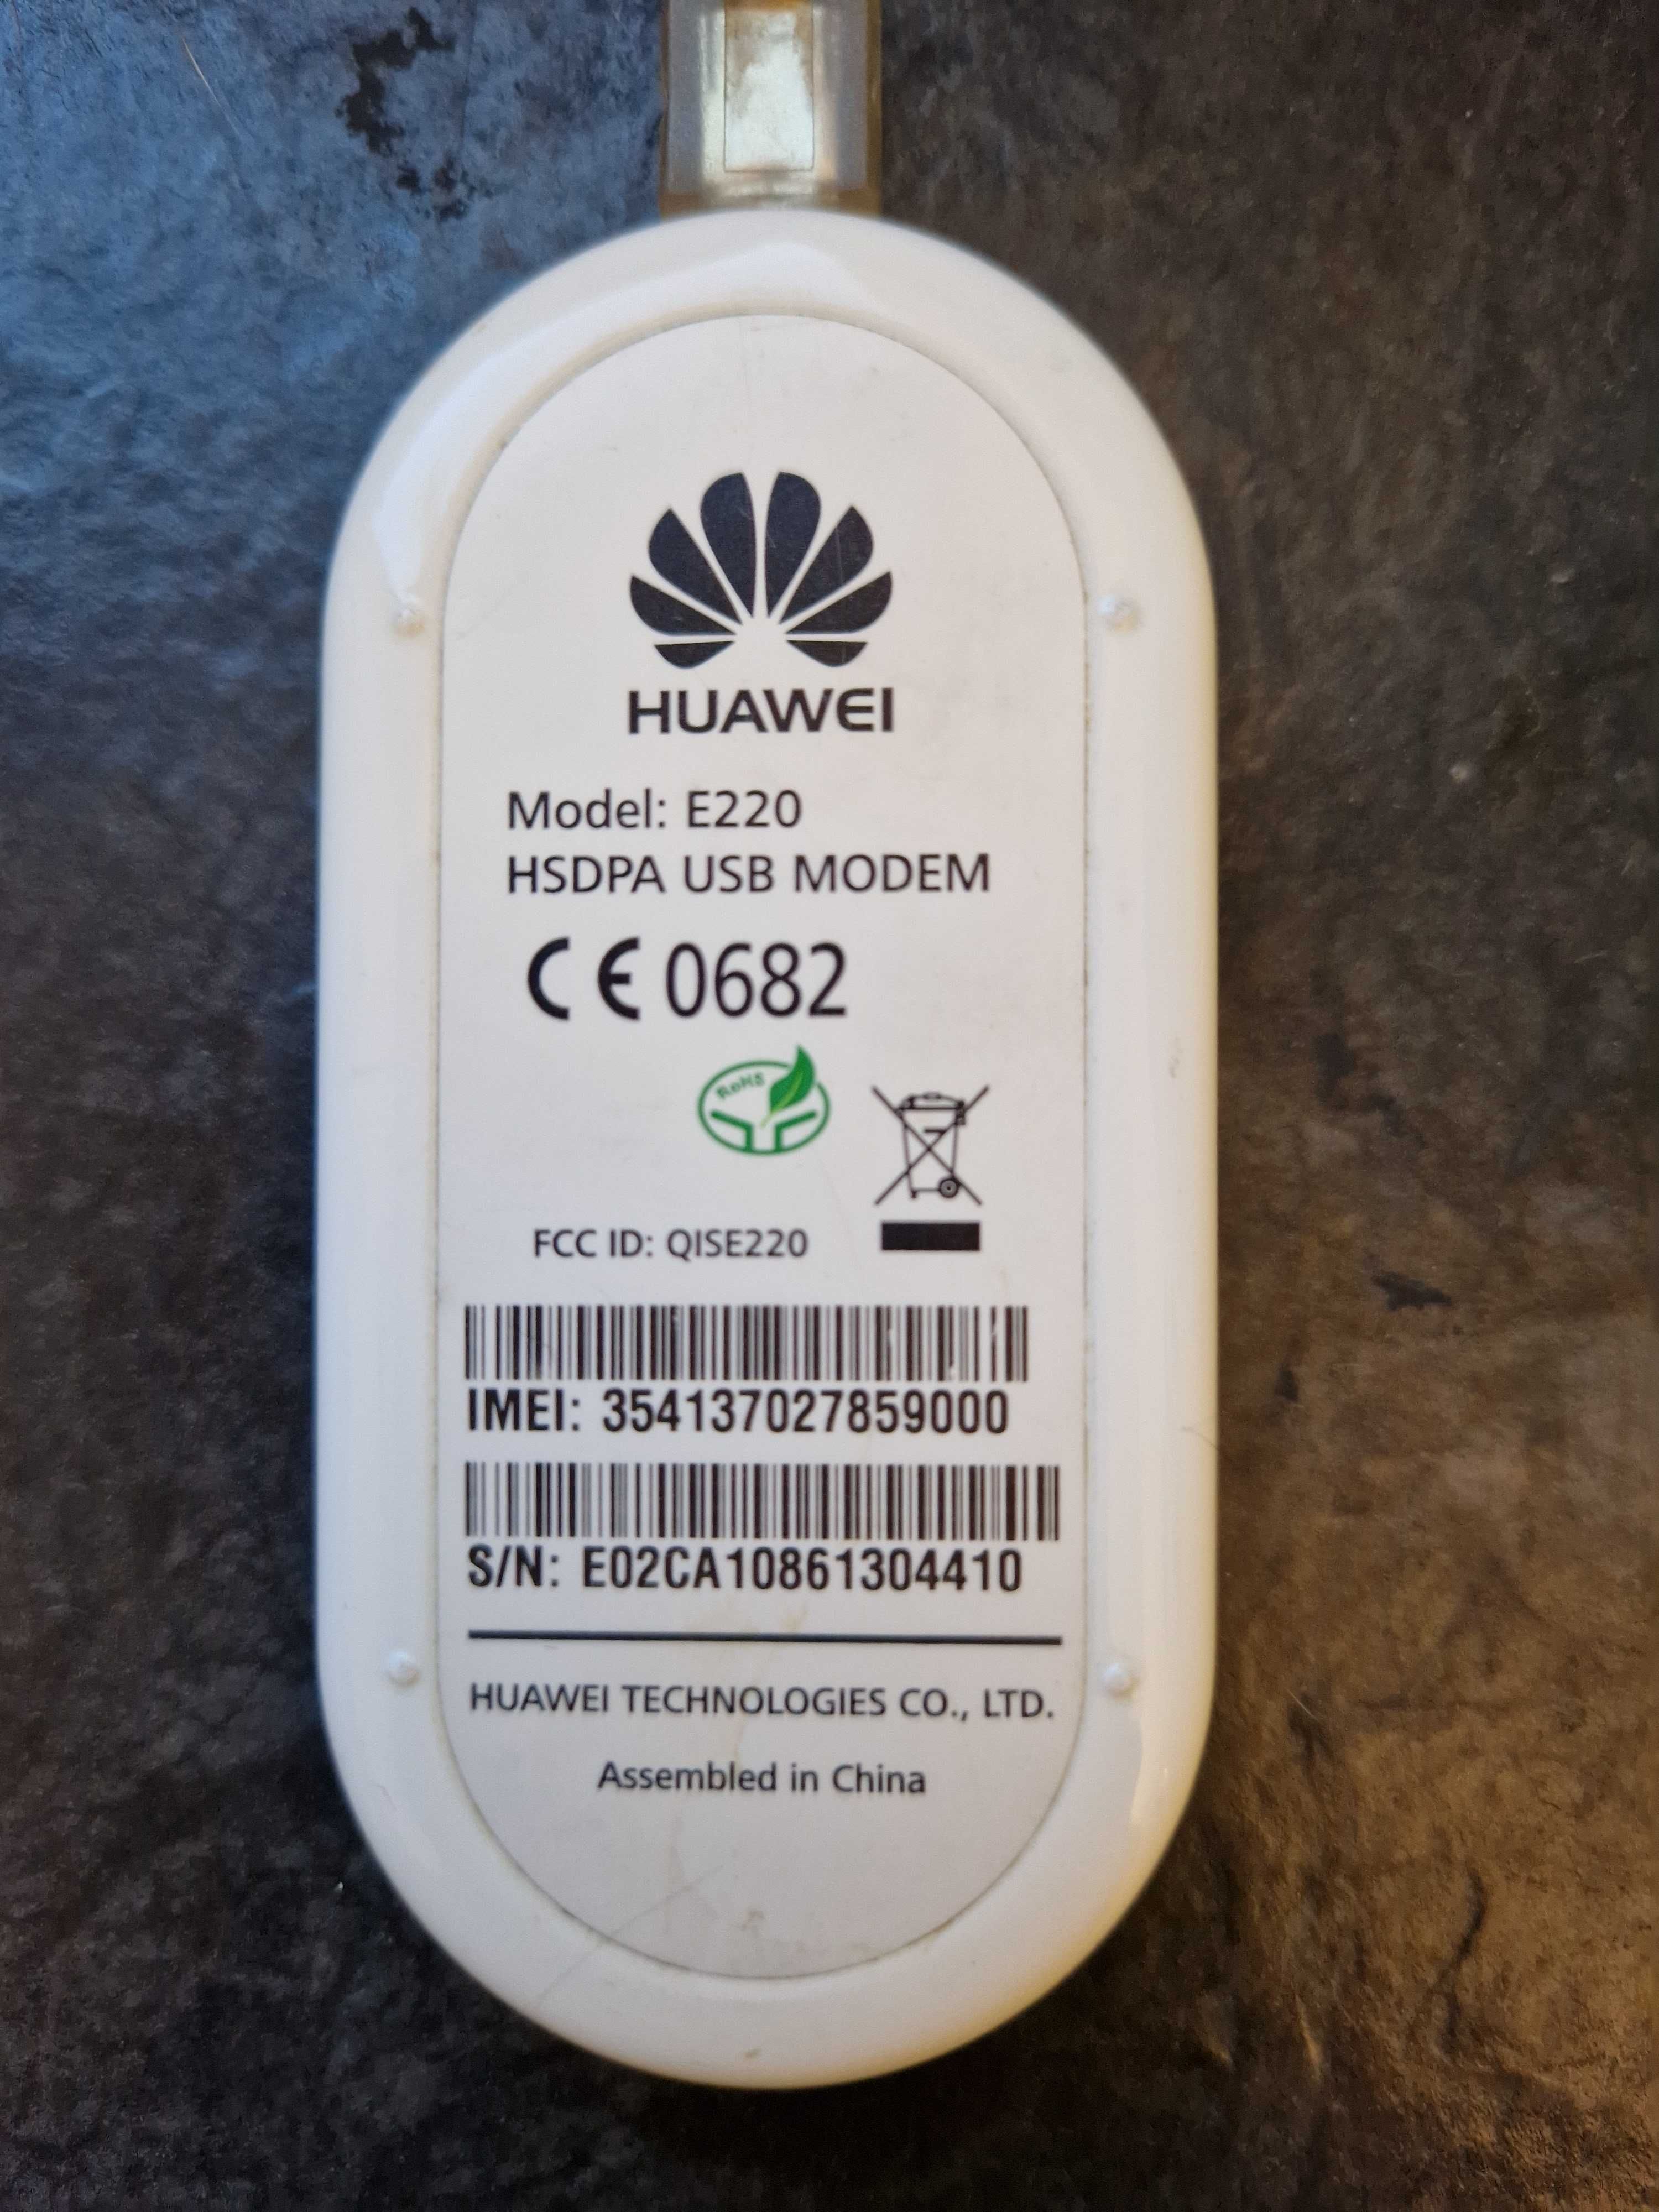 HUAWEI
Model: E220
HSDPA USB MODEM
CE 0682
RoHS
FCC ID: QISE220
IMEI: 354137027859000
S/N: E02CA10861304410
HUAWEI TECHNOLOGIES CO., LTD.
Assembled in China